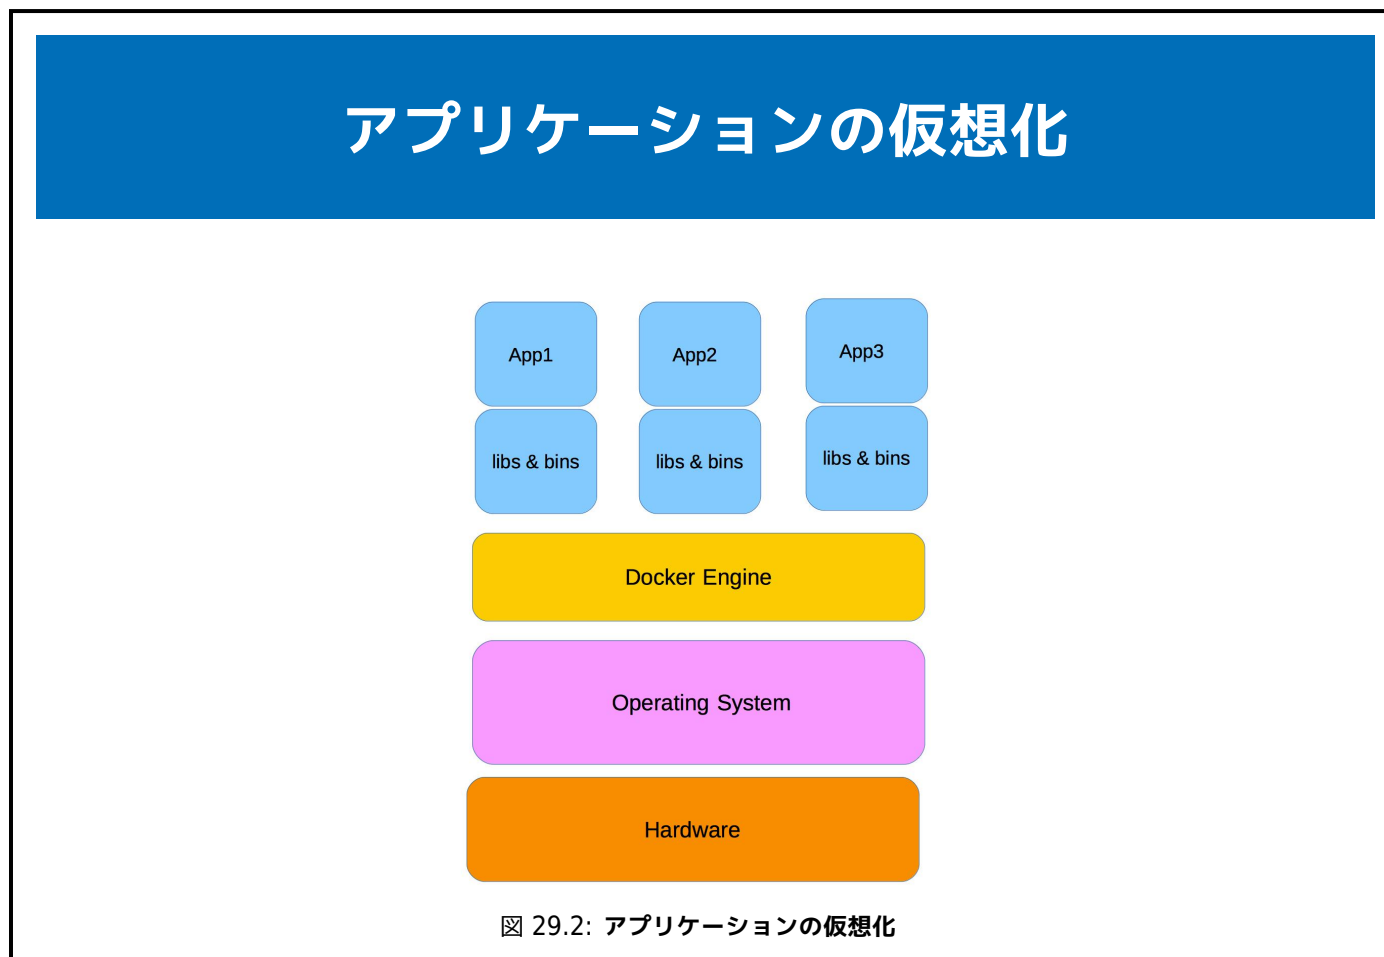 アプリケーションの仮想化
App1
App2
App3
libs & bins
libs & bins
libs & bins
Docker Engine
Operating System
Hardware
図 29.2: アプリケーションの仮想化